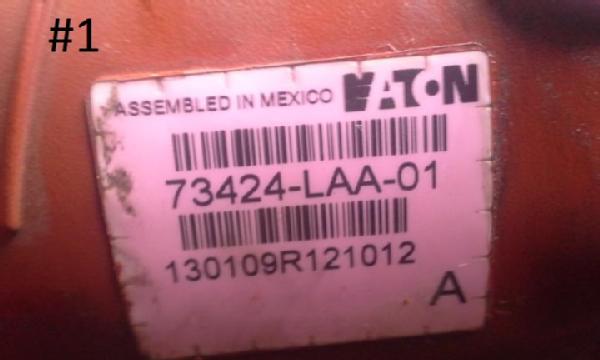 #1
ASSEMBLED IN MEXICO EATON
73424-LAA-01
130109R121012
A